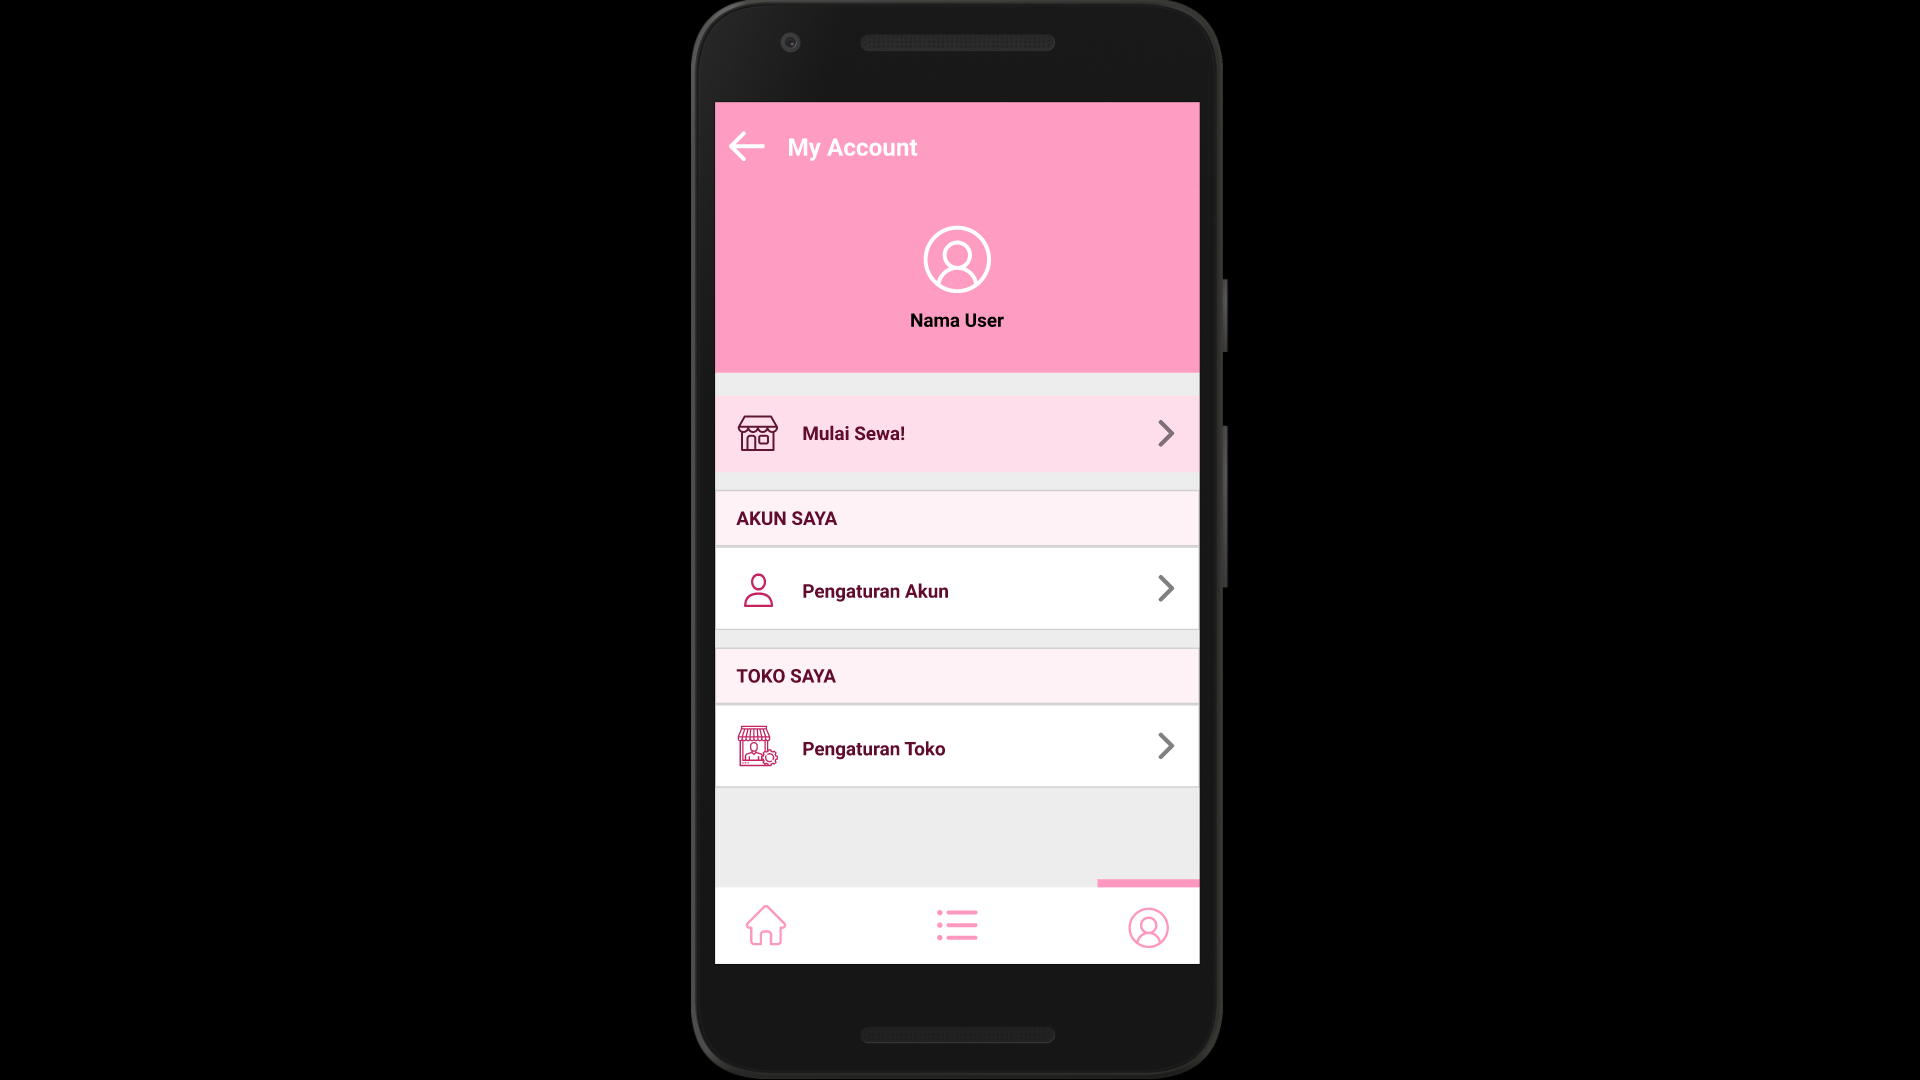 My Account
Nama User
Mulai Sewa!
AKUN SAYA
Pengaturan Akun
TOKO SAYA
Pengaturan Toko